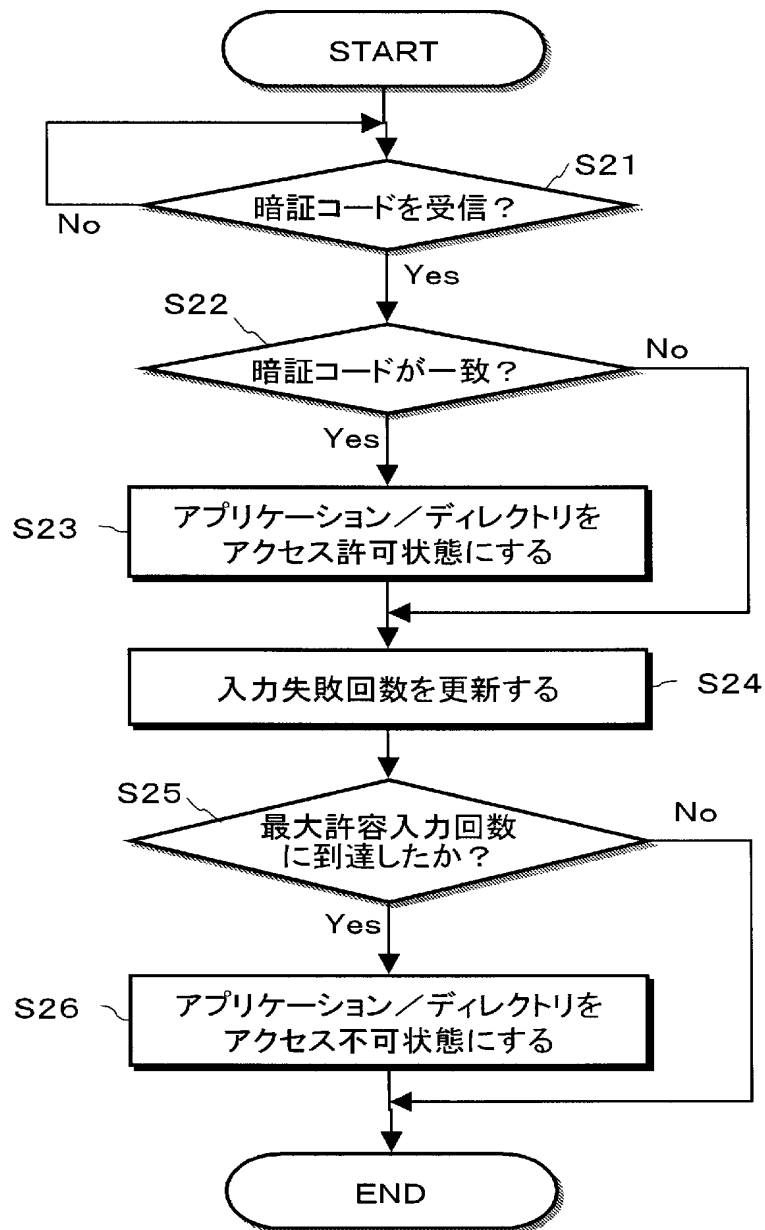 START
S21
暗証コードを受信？
No
Yes
S22
暗証コードが一致？
No
Yes
S23
アプリケーション／ディレクトリを
アクセス許可状態にする
入力失敗回数を更新する
S24
S25
最大許容入力回数
に到達したか？
No
Yes
S26
アプリケーション／ディレクトリを
アクセス不可状態にする
END